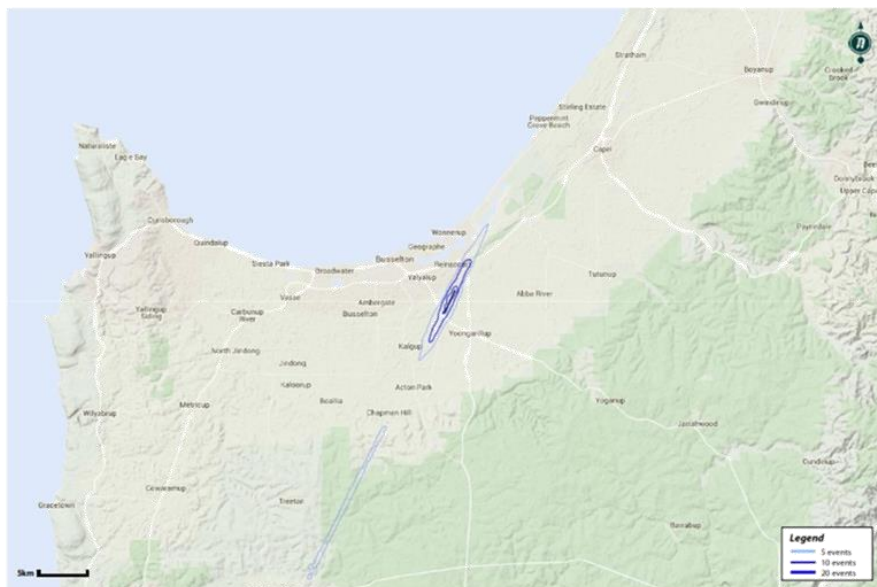 Stratham
Boyanup
Crooked
Brook
Stirling Estate
Gwindinup
Peppermint
Grove Beach
Naturaliste
Eagle Bay
Capel
Donnybrook
Upper Cape
Dunsborough
Wonnerup
Paynedale
Yallingup
Quindalup
Geographe
Siesta Park
Busselton
Reinscourt
Broadwater
Yalyalup
Tutunup
Vasse
Abba River
Ambergate
Yallingup
Siding
Carbunup
River
Busselton
Yoongarillup
Kalgup
North Jindong
Jindong
Kaloorup
Acton Park
Boallia
Yoganup
Metricup
Chapman Hill
Wilyabrup
Jarrahwood
Cundinup
Cowaramup
Treeton
Gracetown
Barrabup
5km
Legend
5 events
10 events
20 events